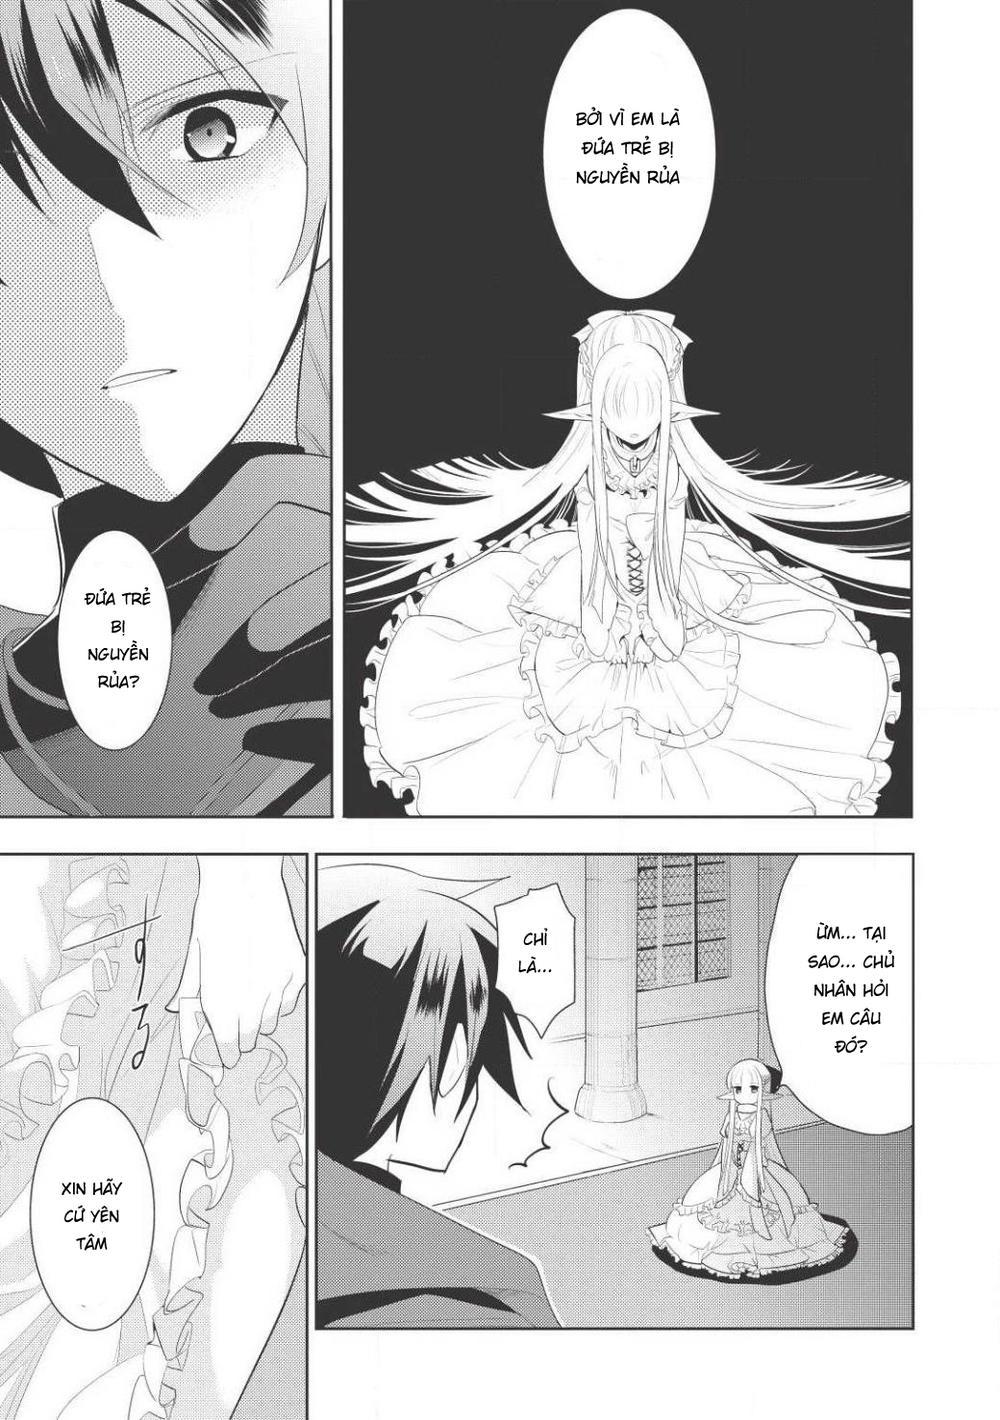 BỞI VÌ EM LÀ
ĐỨA TRẺ BỊ
NGUYỀN RỦA
ĐỨA TRẺ
BỊ
NGUYỀN
RỦA?
ỪM... TẠI
SAO... CHỦ
NHÂN HỎI
EM CÂU
ĐÓ?
CHỈ
LÀ...
XIN HÃY
CỨ YÊN
TÂM